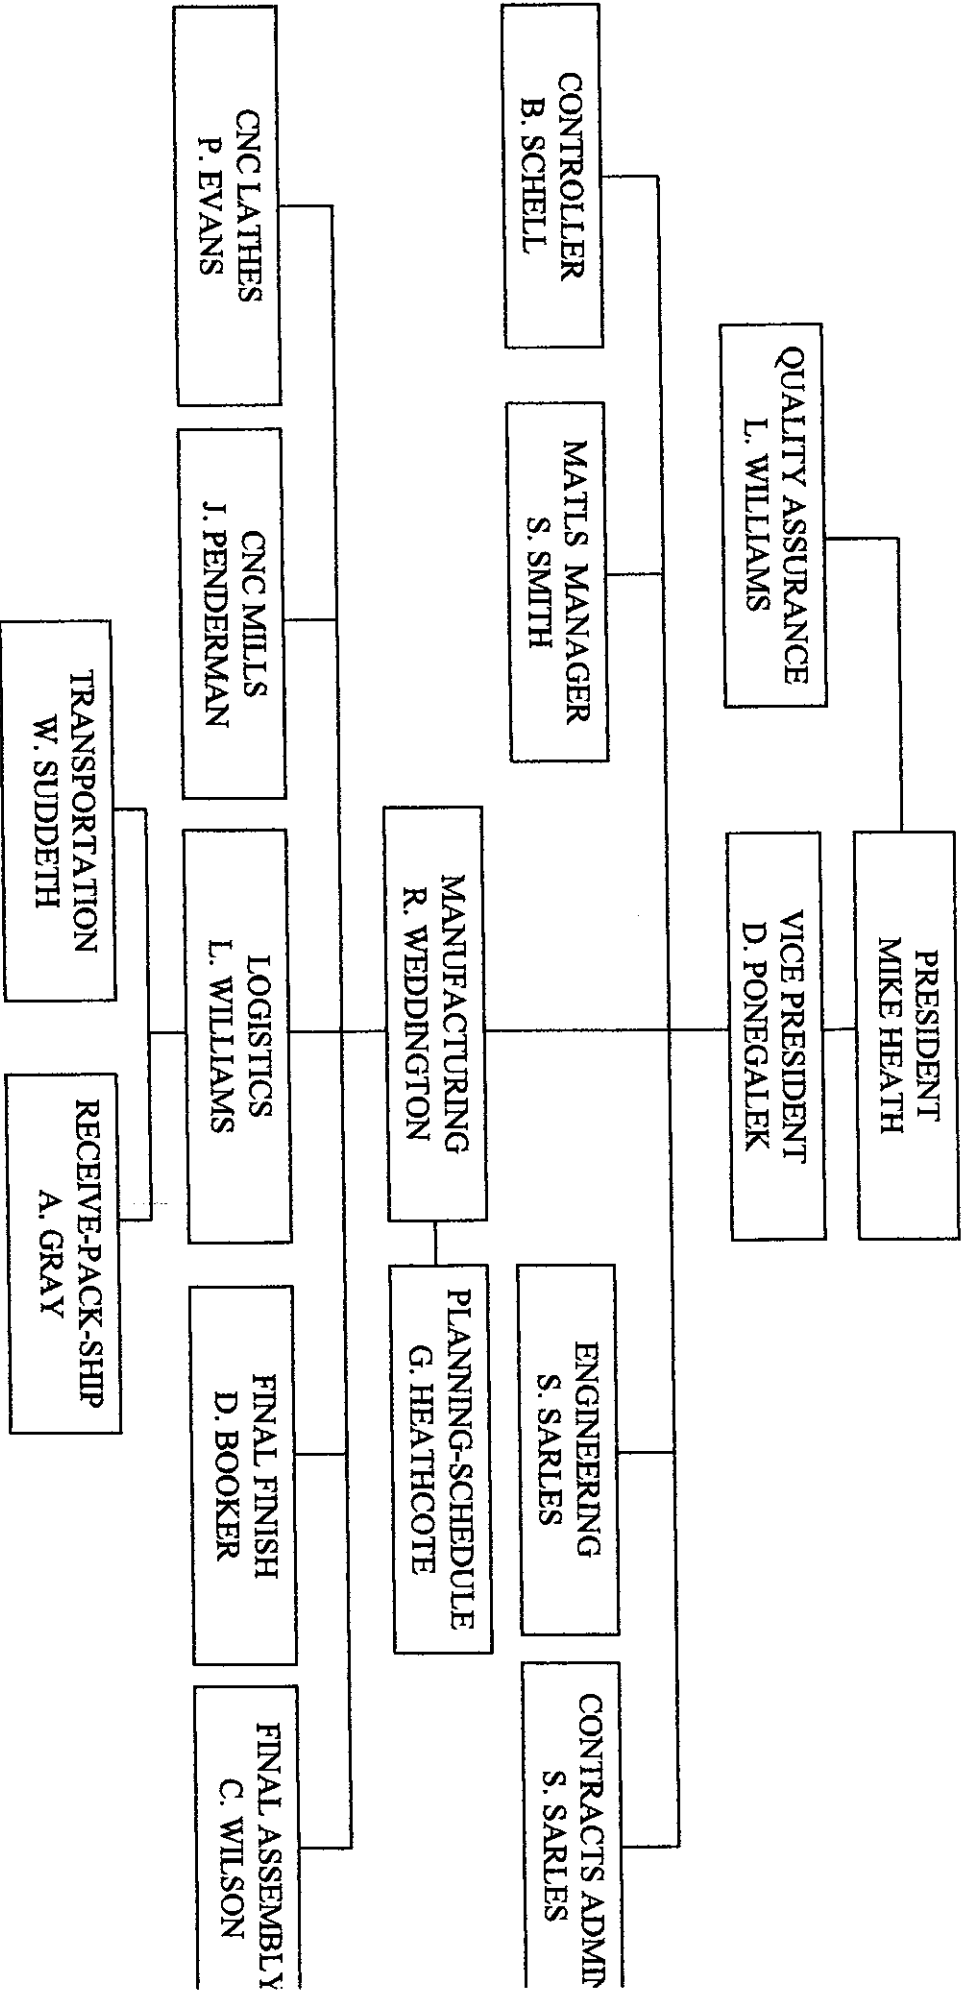 PRESIDENT
MIKE HEATH
VICE PRESIDENT
D. PONEGALEK
QUALITY ASSURANCE
L. WILLIAMS
CONTROLLER
B. SCHELL
MATLS MANAGER
S. SMITH
ENGINEERING
S. SARLES
CONTRACTS ADMIN
S. SARLES
MANUFACTURING
R. WEDDINGTON
PLANNING-SCHEDULE
G. HEATHCOTE
CNC LATHES
P. EVANS
CNC MILLS
J. PENDERMAN
LOGISTICS
L. WILLIAMS
FINAL FINISH
D. BOOKER
FINAL ASSEMBLY
C. WILSON
TRANSPORTATION
W. SUDDETH
RECEIVE-PACK-SHIP
A. GRAY